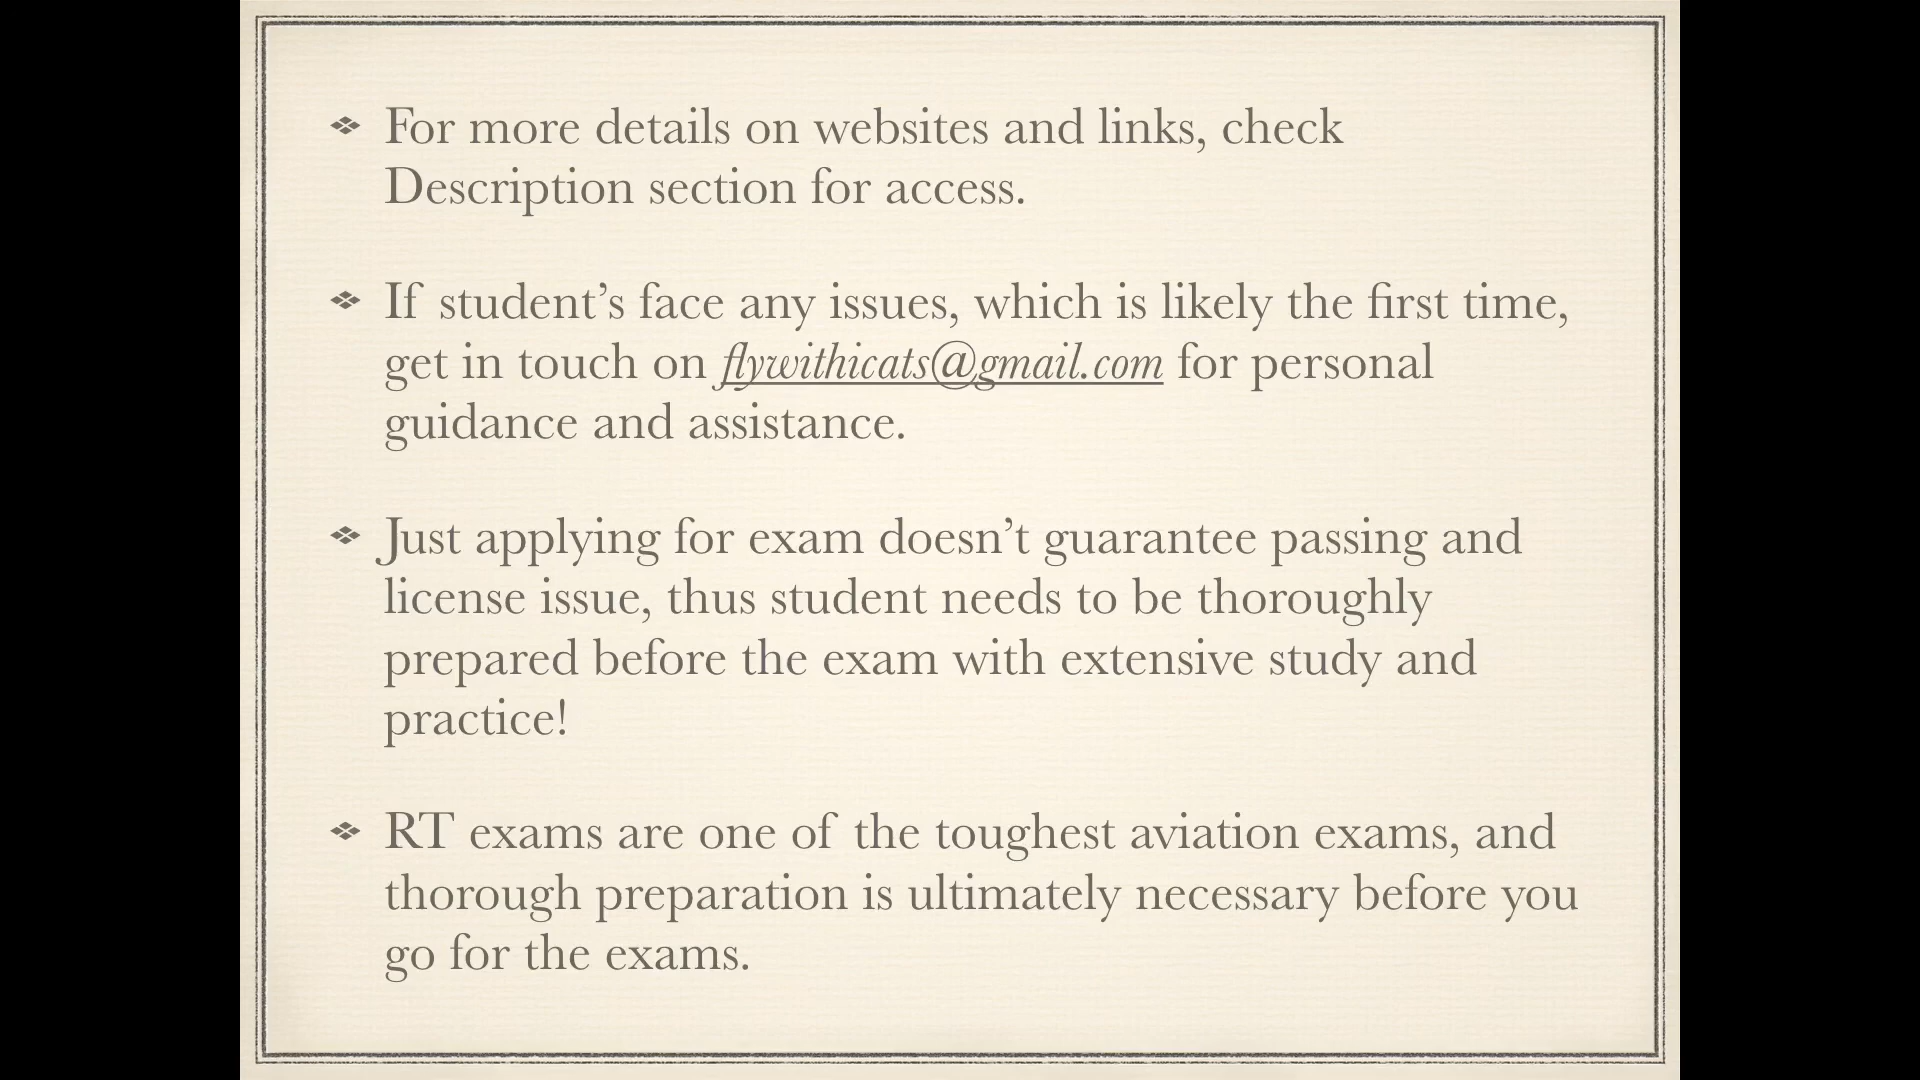 For more details on websites and links, check
Description section for access.
If student’s face any issues, which is likely the first time,
get in touch on flywithicats@gmail.com for personal
guidance and assistance.
Just applying for exam doesn’t guarantee passing and
license issue, thus student needs to be thoroughly
prepared before the exam with extensive study and
practice!
RT exams are one of the toughest aviation exams, and
thorough preparation is ultimately necessary before you
go for the exams.